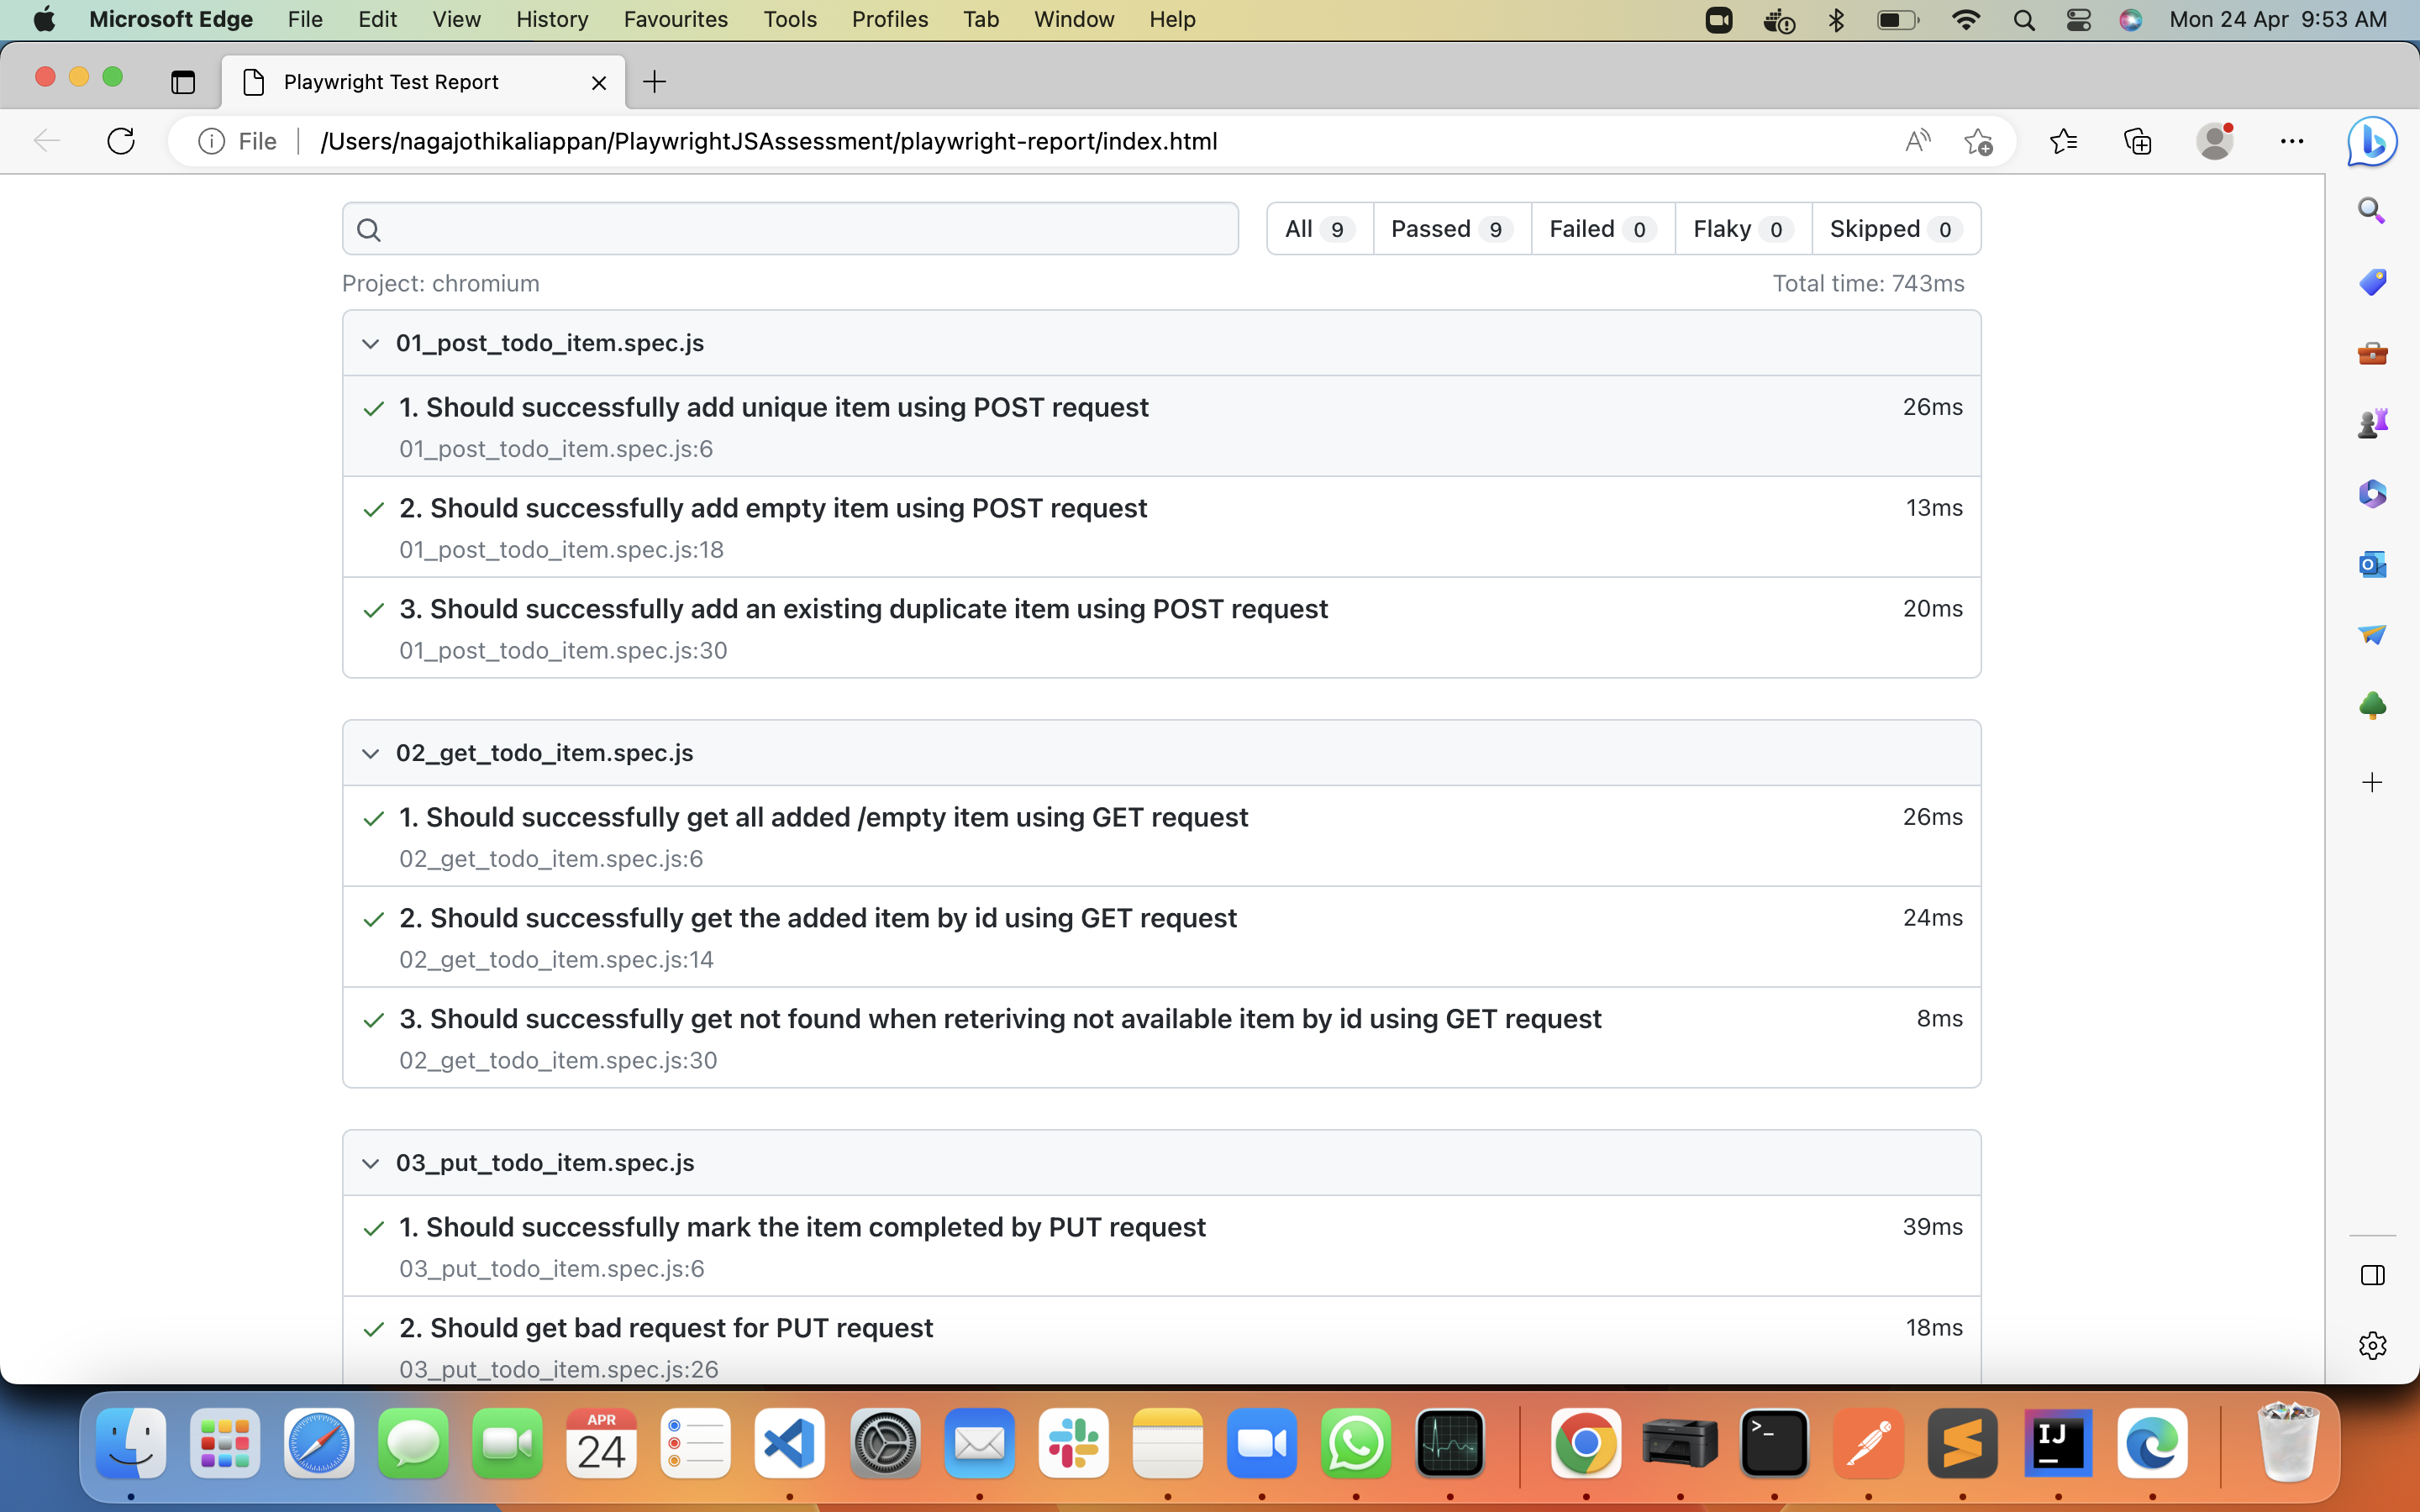 Microsoft Edge File Edit View History Favourites Tools Profiles Tab Window Help Mon 24 Apr 9:53 AM
Playwright Test Report
File /Users/nagajothikaliappan/PlaywrightJSAssessment/playwright-report/index.html
All 9 Passed 9 Failed 0 Flaky 0 Skipped 0
Project: chromium Total time: 743ms
01_post_todo_item.spec.js
1. Should successfully add unique item using POST request 26ms
01_post_todo_item.spec.js:6
2. Should successfully add empty item using POST request 13ms
01_post_todo_item.spec.js:18
3. Should successfully add an existing duplicate item using POST request 20ms
01_post_todo_item.spec.js:30
02_get_todo_item.spec.js
1. Should successfully get all added /empty item using GET request 26ms
02_get_todo_item.spec.js:6
2. Should successfully get the added item by id using GET request 24ms
02_get_todo_item.spec.js:14
3. Should successfully get not found when reteriving not available item by id using GET request 8ms
02_get_todo_item.spec.js:30
03_put_todo_item.spec.js
1. Should successfully mark the item completed by PUT request 39ms
03_put_todo_item.spec.js:6
2. Should get bad request for PUT request 18ms
03_put_todo_item.spec.js:26
APR
24
IJ